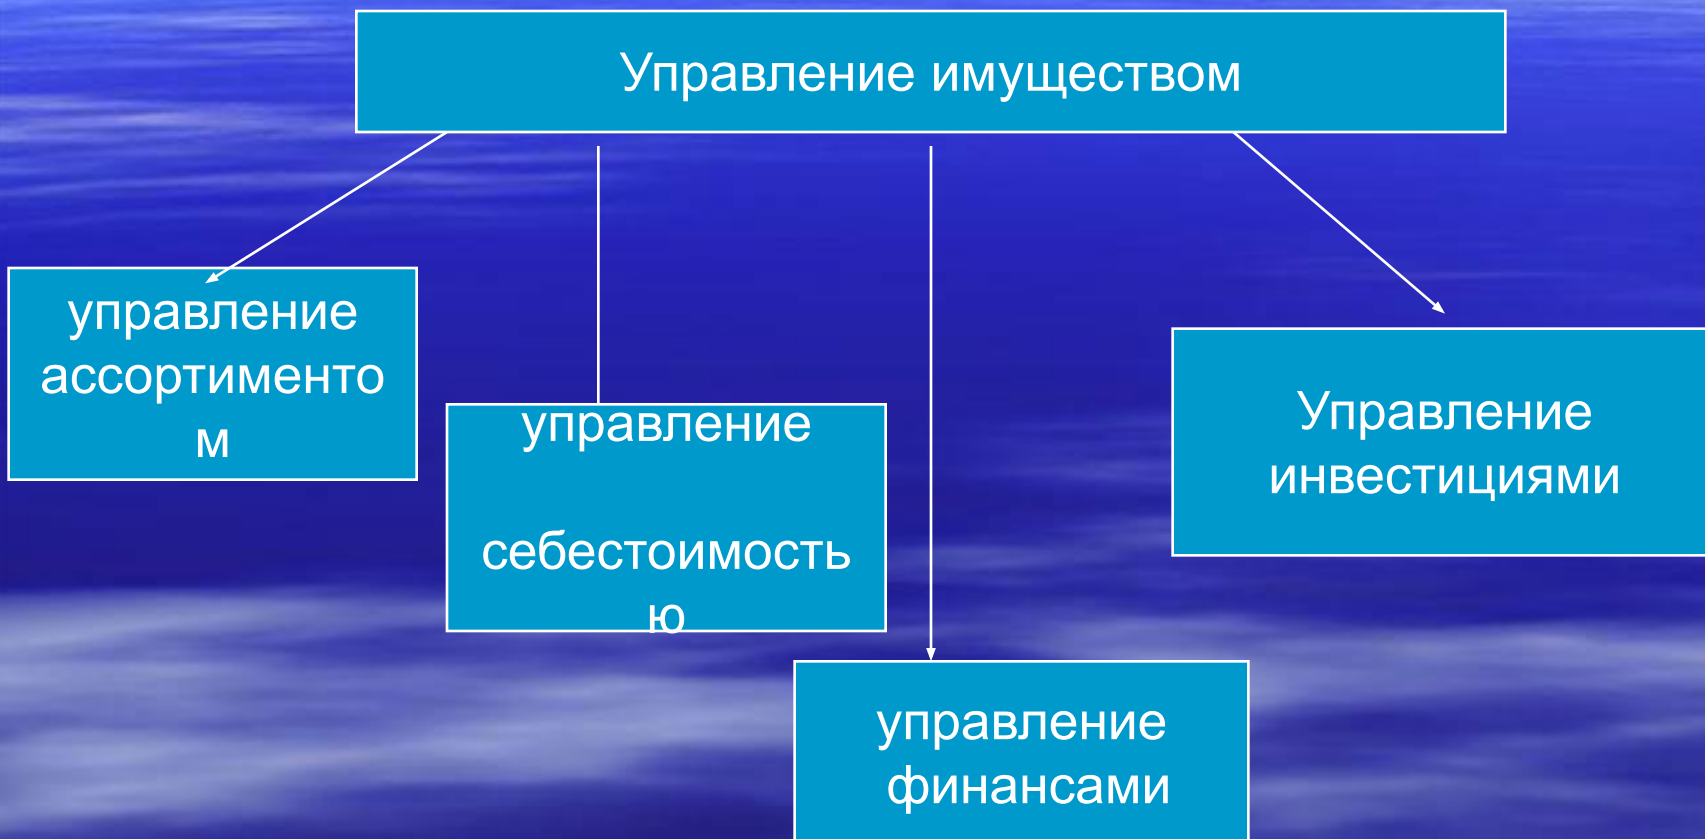 Управление имуществом
управление
ассортименто
м
управление
себестоимость
ю
Управление
инвестициями
управление
финансами